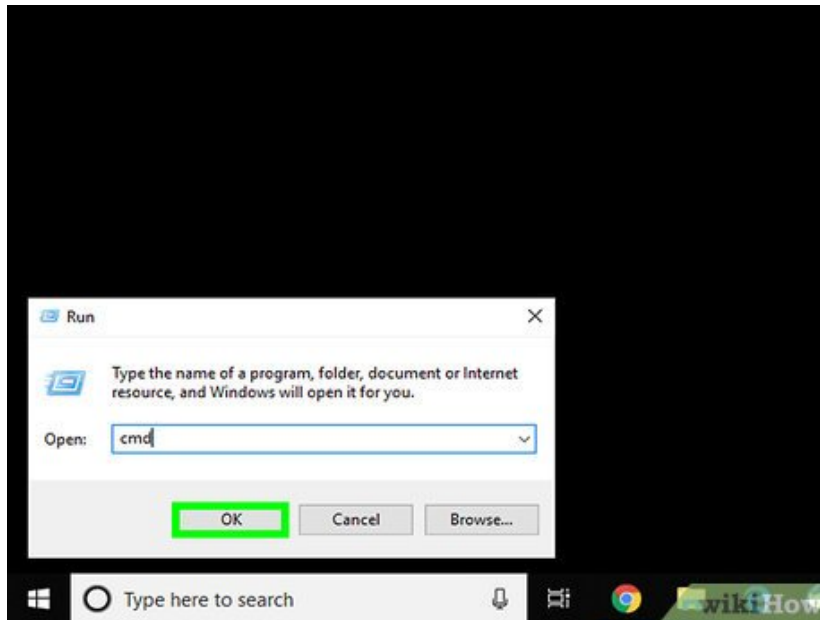 Run
Type the name of a program, folder, document or Internet
resource, and Windows will open it for you.
Open: cmd
OK Cancel Browse...
Type here to search
wikiHow